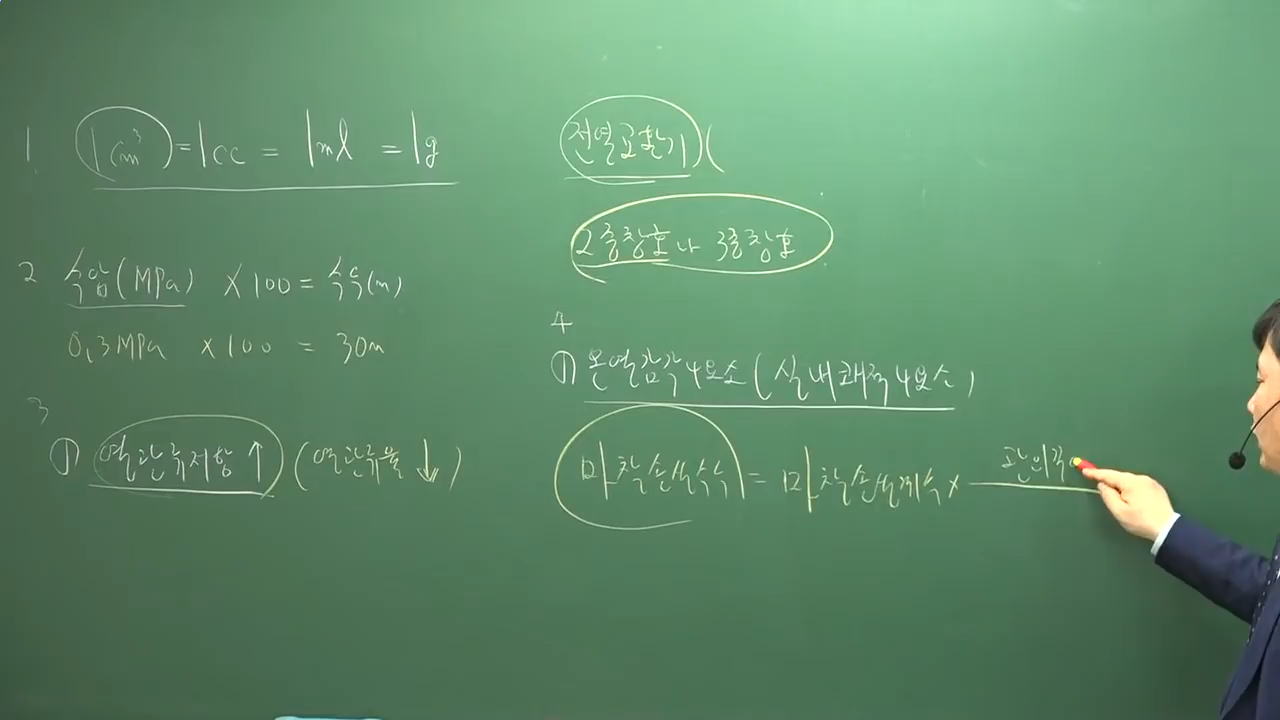 1 1cm³ = 1cc = 1ml = 1g
2 수압(MPa) ×100 = 수두(m)
0.3MPa ×100 = 30m
3
① 열관류저항 ↑ (열관류율 ↓)
전열교환기 (
2중창호나 3중창호
4
① 온열감각 4요소 (실내쾌적 4요소)
마찰손실수식 = 마찰손실계수 × 관의